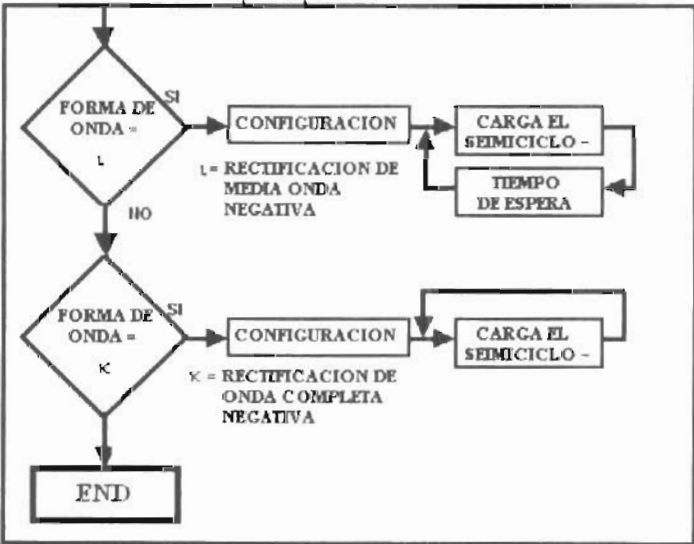 FORMA DE
ONDA =
L
SI
CONFIGURACION
CARGA EL
SEIMICICLO -
L= RECTIFICACION DE
MEDIA ONDA
NEGATIVA
TIEMPO
DE ESPERA
NO
FORMA DE
ONDA =
K
SI
CONFIGURACION
CARGA EL
SEIMICICLO -
K = RECTIFICACION DE
ONDA COMPLETA
NEGATIVA
END